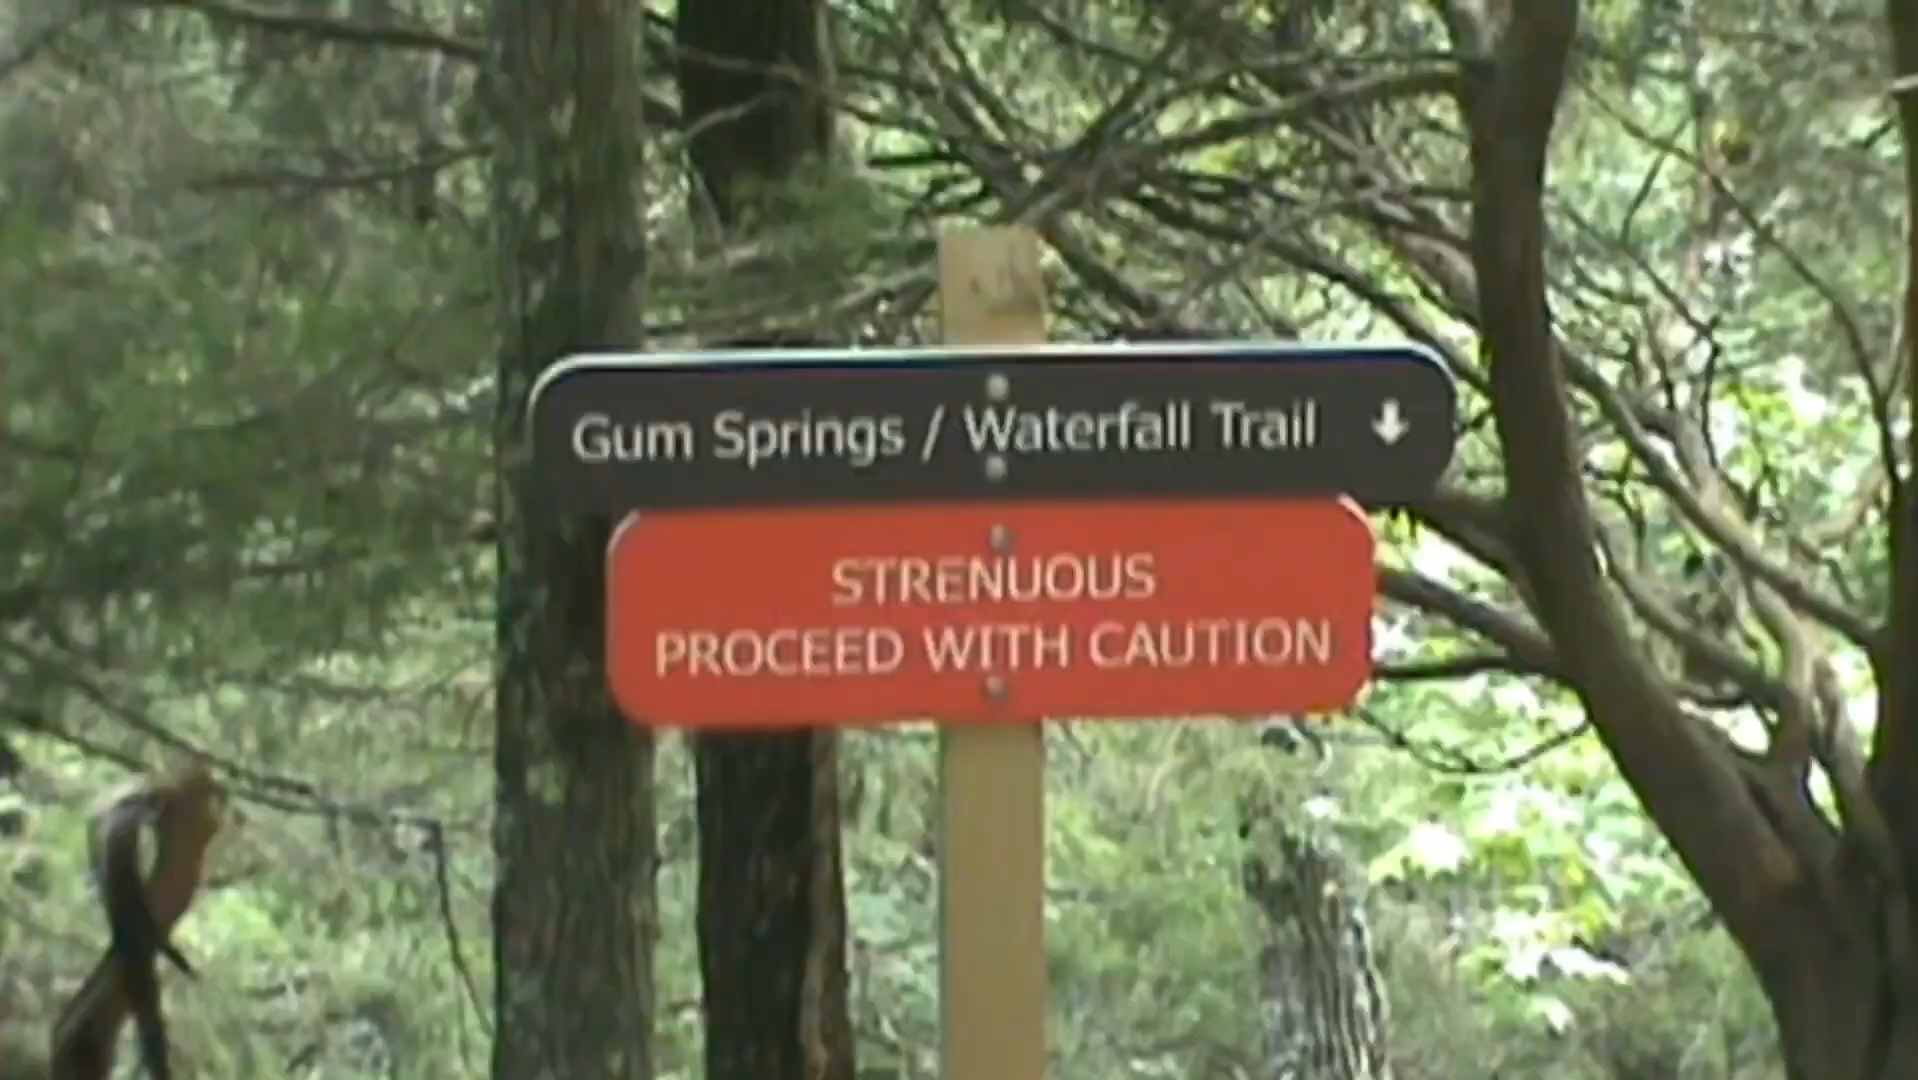 Gum Springs / Waterfall Trail ↓
STRENUOUS
PROCEED WITH CAUTION